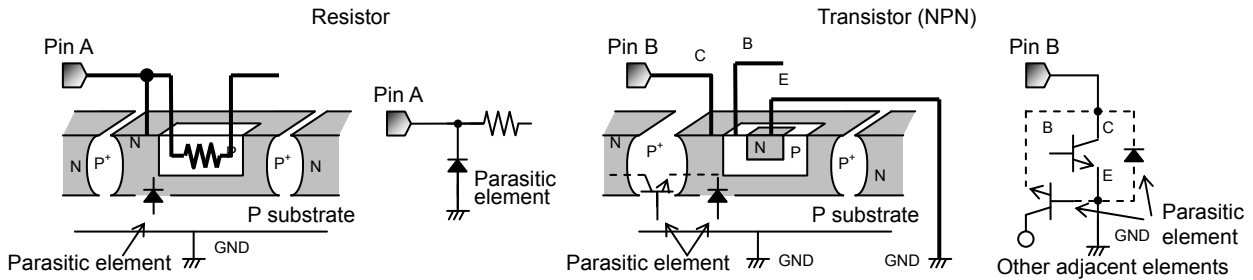 Resistor
Pin A
N
P⁺
N
P
P⁺
N
P substrate
Parasitic element
GND
Pin A
Parasitic
element
Transistor (NPN)
Pin B
C
B
E
N
P⁺
N
P
P⁺
N
P substrate
Parasitic element
GND
GND
Pin B
B
C
E
GND
Parasitic
element
Other adjacent elements